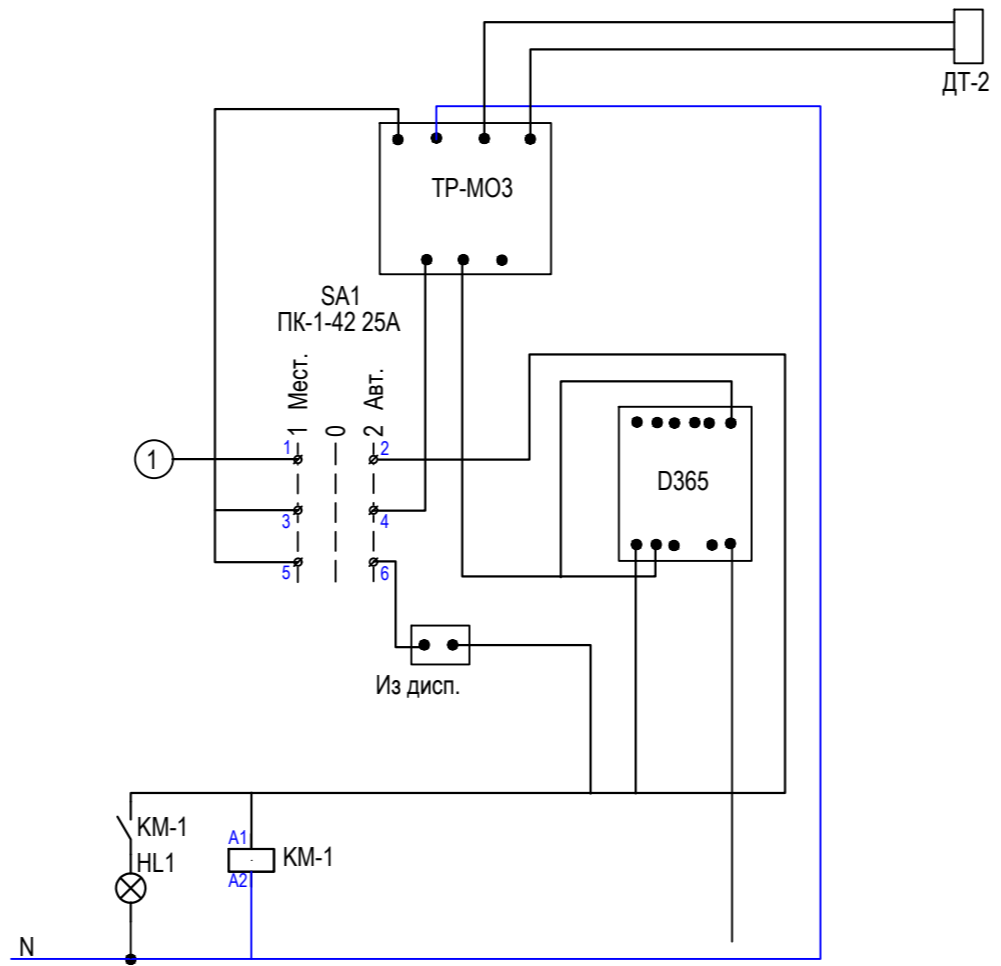 ДТ-2
ТР-МО3
SA1
ПК-1-42 25А
1 Мест.
0
2 Авт.
1
1
2
3
4
5
6
D365
Из дисп.
КМ-1
HL1
A1
A2
КМ-1
N